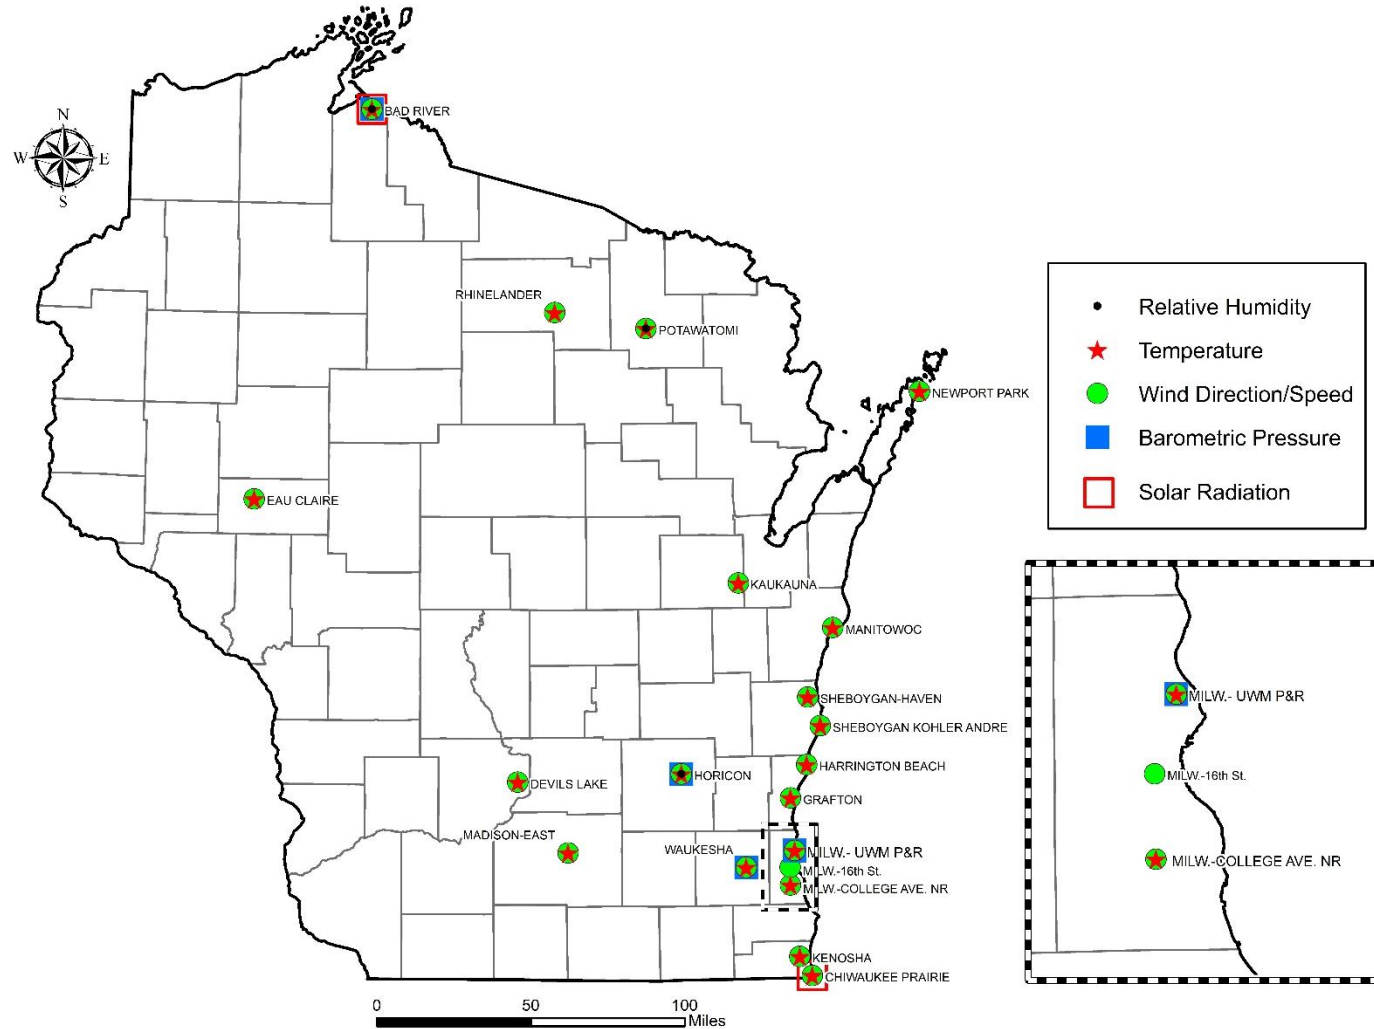 BAD RIVER
N
W E
S
RHINELANDER
POTAWATOMI
NEWPORT PARK
EAU CLAIRE
KAUKAUNA
MANITOWOC
SHEBOYGAN-HAVEN
SHEBOYGAN KOHLER ANDRE
HARRINGTON BEACH
HORICON
DEVILS LAKE
GRAFTON
MADISON-EAST
WAUKESHA
MILW.- UWM P&R
MILW.-16th St.
MILW.-COLLEGE AVE. NR
KENOSHA
CHIWAUKEE PRAIRIE
0 50 100
Miles
Relative Humidity
Temperature
Wind Direction/Speed
Barometric Pressure
Solar Radiation
MILW.- UWM P&R
MILW.-16th St.
MILW.-COLLEGE AVE. NR